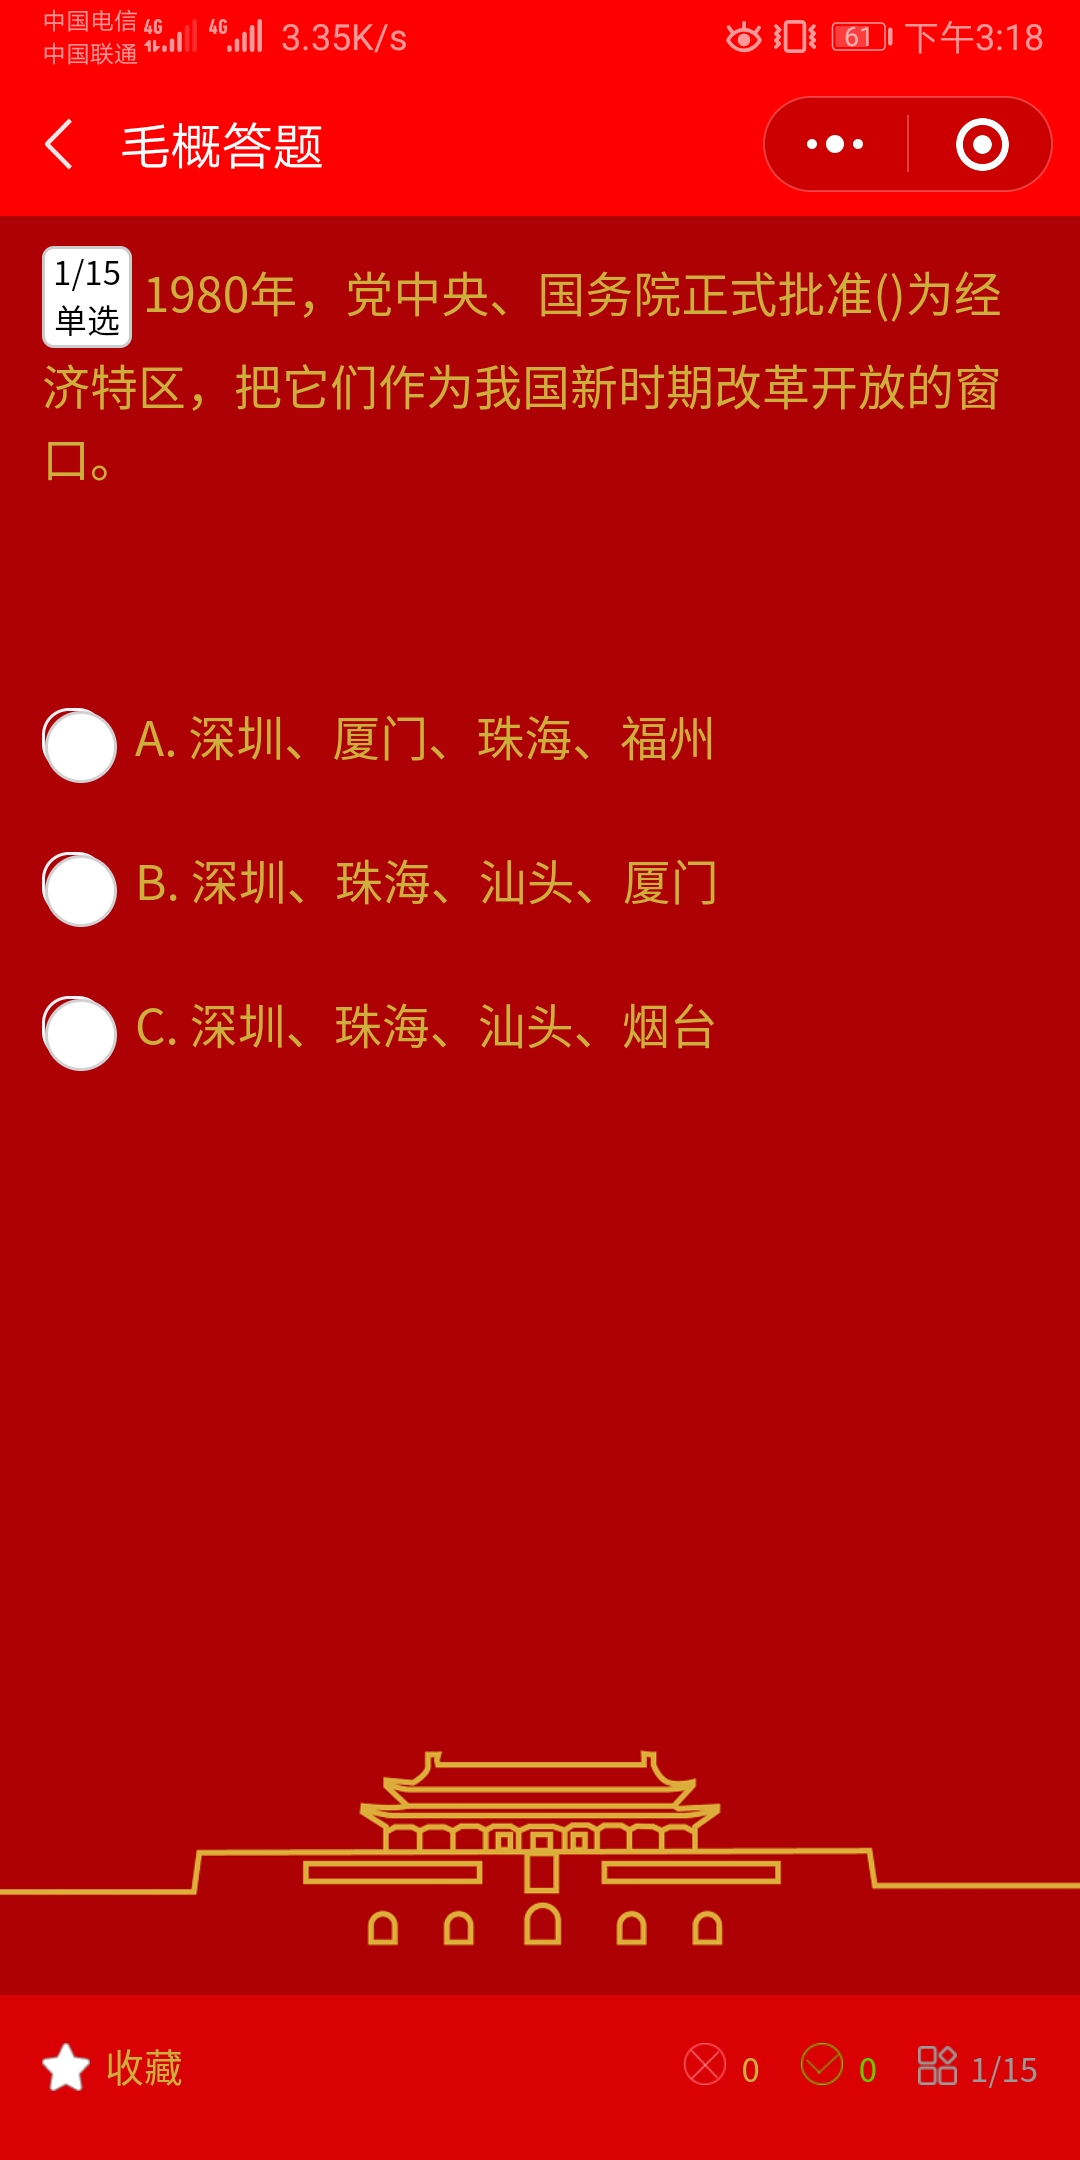 中国电信 4G 4G 3.35K/s 61 下午3:18
中国联通
毛概答题
1/15
单选
1980年，党中央、国务院正式批准()为经
济特区，把它们作为我国新时期改革开放的窗
口。
A. 深圳、厦门、珠海、福州
B. 深圳、珠海、汕头、厦门
C. 深圳、珠海、汕头、烟台
收藏 0 0 1/15